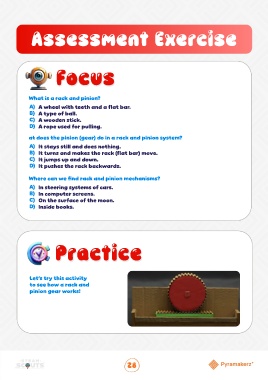 Assessment Exercise
Focus
What is a rack and pinion?
A) A wheel with teeth and a flat bar.
B) A type of ball.
C) A wooden stick.
D) A rope used for pulling.
at does the pinion (gear) do in a rack and pinion system?
A) It stays still and does nothing.
B) It turns and makes the rack (flat bar) move.
C) It jumps up and down.
D) It pushes the rack backwards.
Where can we find rack and pinion mechanisms?
A) In steering systems of cars.
B) In computer screens.
C) On the surface of the moon.
D) Inside books.
Practice
Let's try this activity
to see how a rack and
pinion gear works!
SCOUTS
28
Pyramakerz